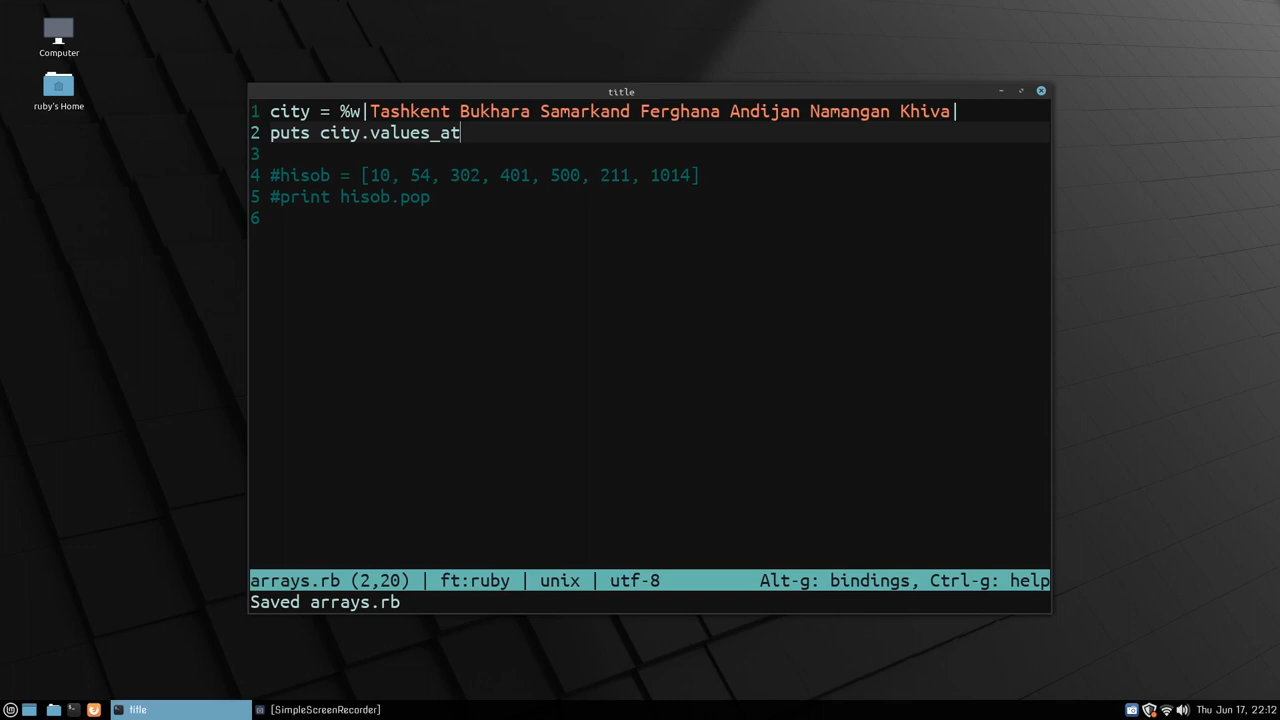 Computer
ruby's Home
title
1 city = %w|Tashkent Bukhara Samarkand Ferghana Andijan Namangan Khiva|
2 puts city.values_at
3
4 #hisob = [10, 54, 302, 401, 500, 211, 1014]
5 #print hisob.pop
6
arrays.rb (2,20) | ft:ruby | unix | utf-8 Alt-g: bindings, Ctrl-g: help
Saved arrays.rb
title [SimpleScreenRecorder] Thu Jun 17, 22:12